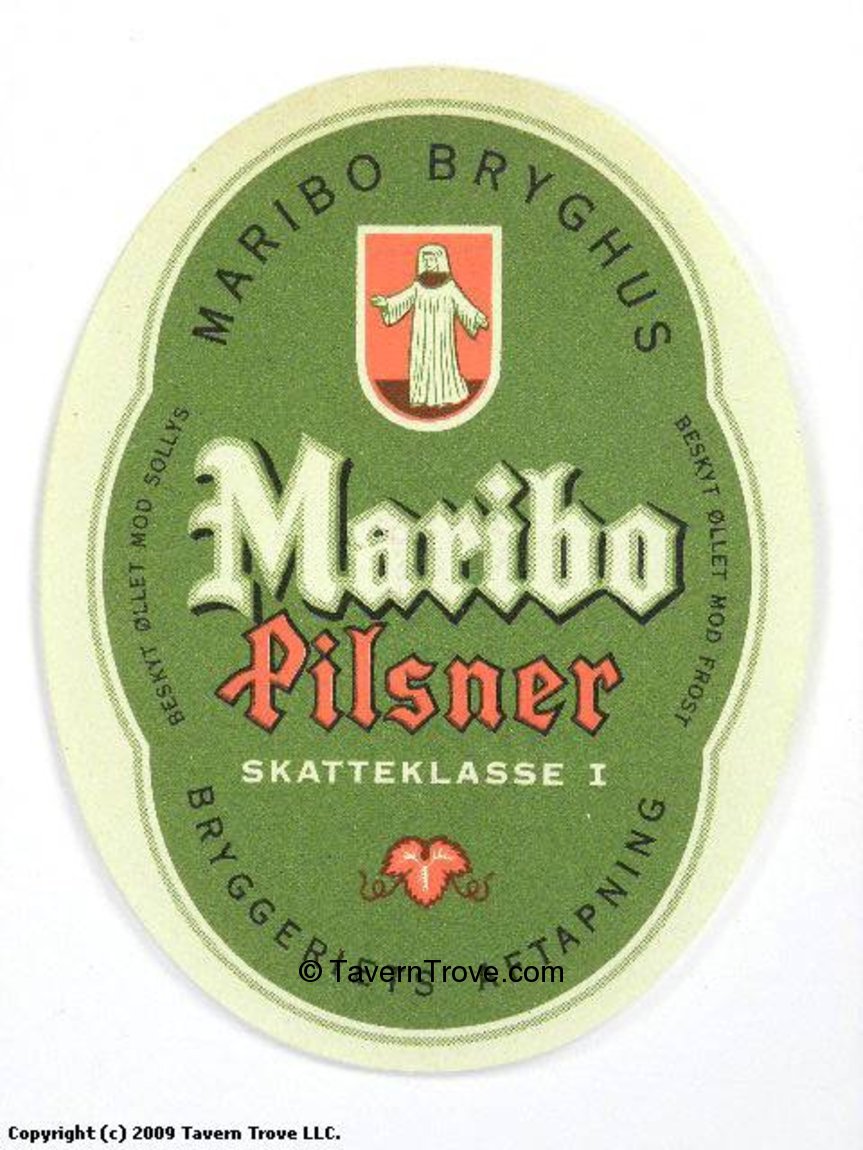 MARIBO BRYGHUS
BESKYT ØLLET MOD SOLLYS
BESKYT ØLLET MOD FROST
Maribo
Pilsner
SKATTEKLASSE I
BRYGGERIETS AFTAPNING
© TavernTrove.com
Copyright (c) 2009 Tavern Trove LLC.